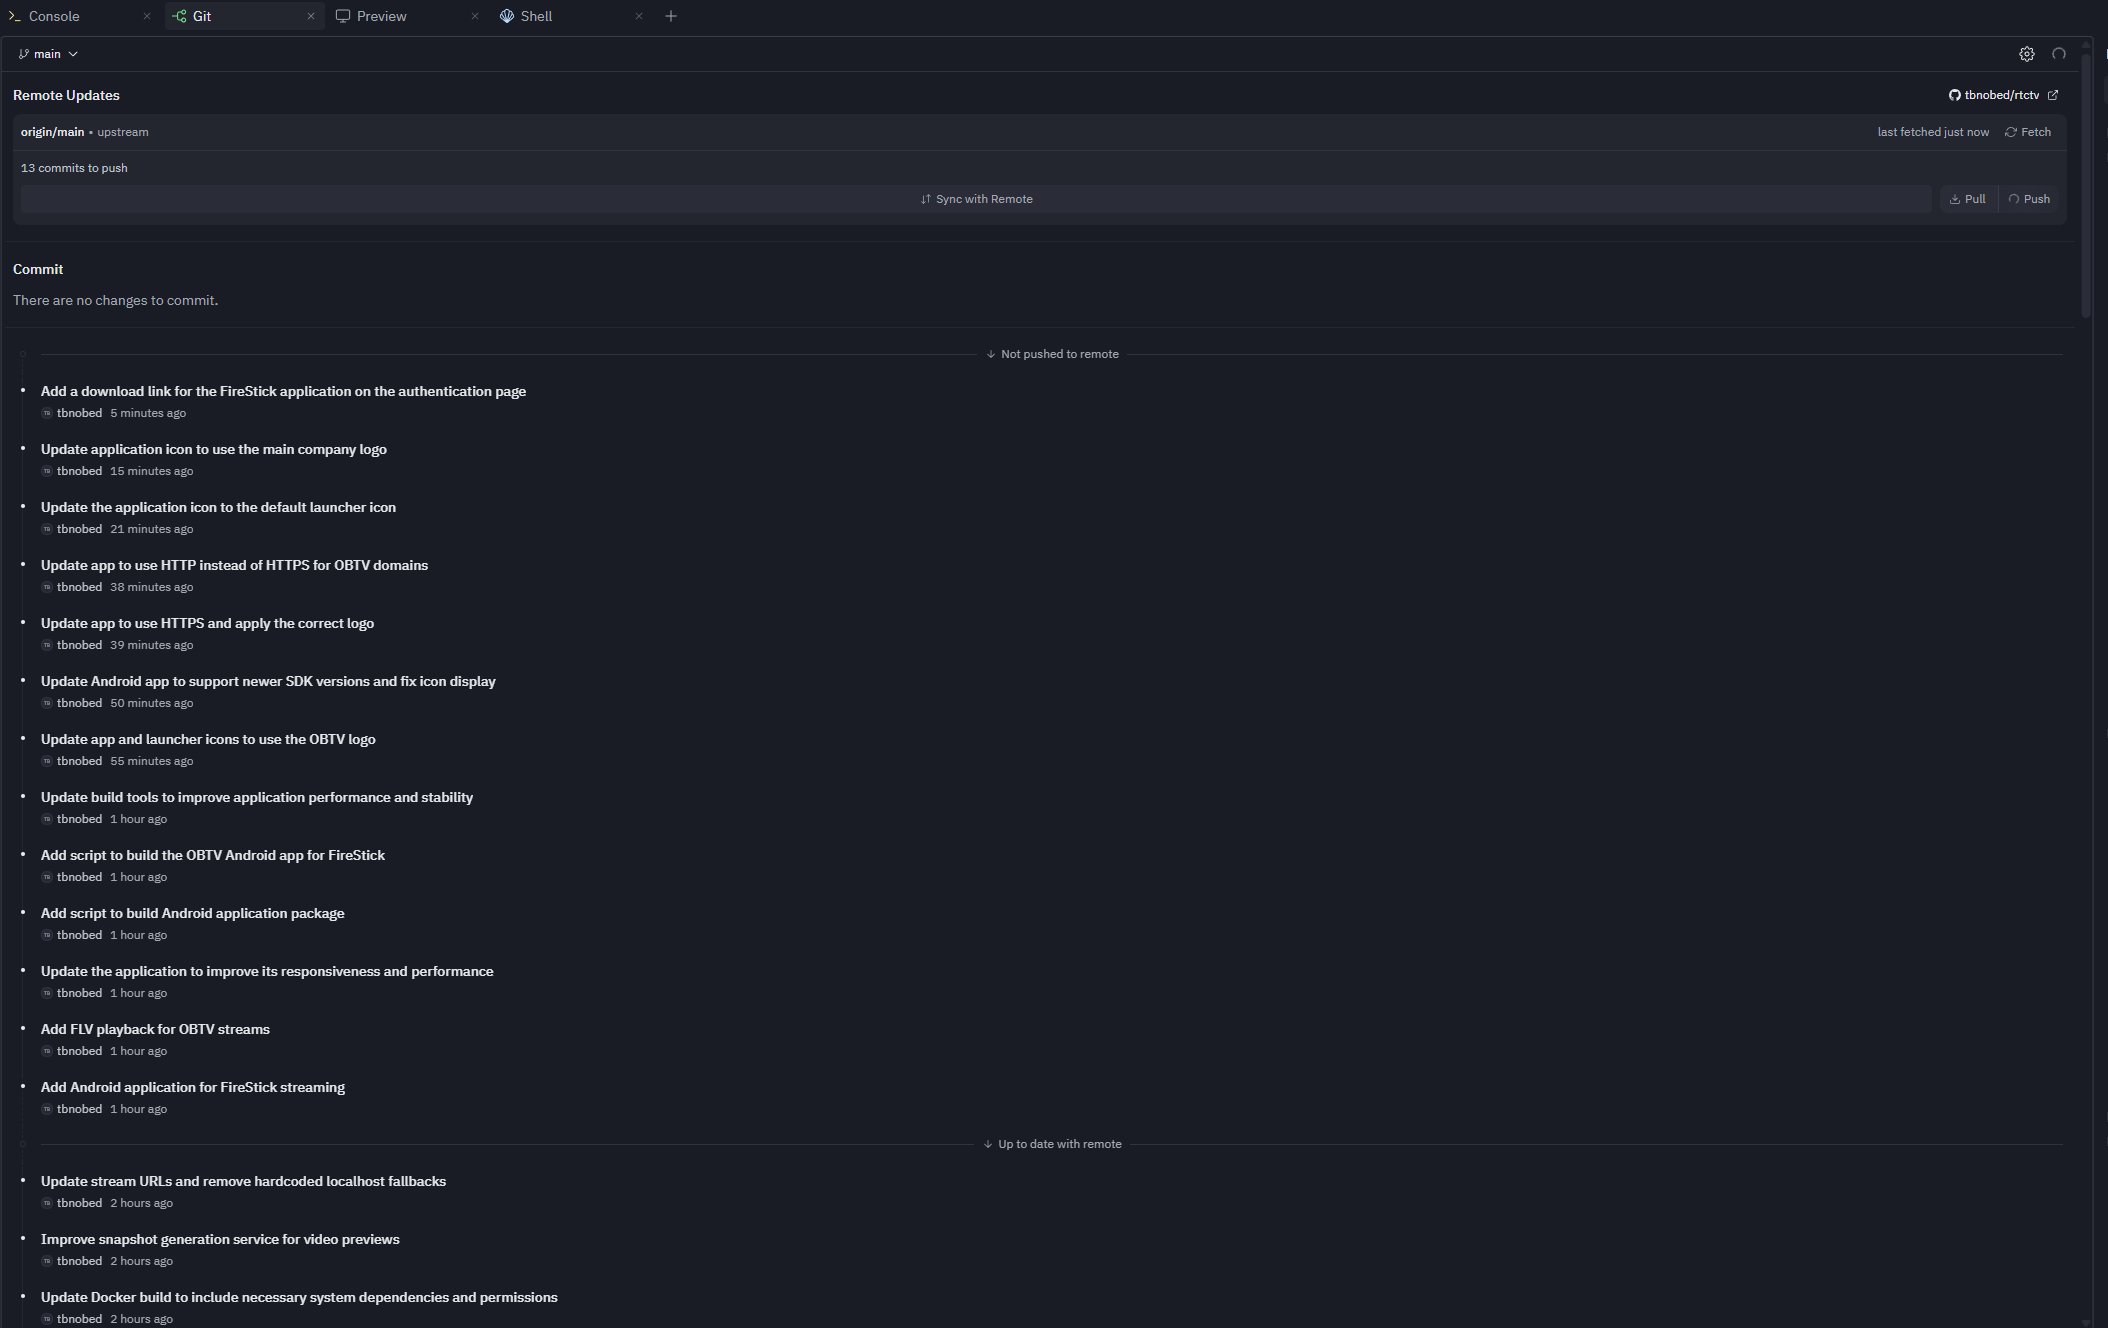 Console
Git
Preview
Shell
main
Remote Updates
tbnobed/rtctv
origin/main • upstream
last fetched just now
Fetch
13 commits to push
Sync with Remote
Pull
Push
Commit
There are no changes to commit.
Not pushed to remote
Add a download link for the FireStick application on the authentication page
tbnobed 5 minutes ago
Update application icon to use the main company logo
tbnobed 15 minutes ago
Update the application icon to the default launcher icon
tbnobed 21 minutes ago
Update app to use HTTP instead of HTTPS for OBTV domains
tbnobed 38 minutes ago
Update app to use HTTPS and apply the correct logo
tbnobed 39 minutes ago
Update Android app to support newer SDK versions and fix icon display
tbnobed 50 minutes ago
Update app and launcher icons to use the OBTV logo
tbnobed 55 minutes ago
Update build tools to improve application performance and stability
tbnobed 1 hour ago
Add script to build the OBTV Android app for FireStick
tbnobed 1 hour ago
Add script to build Android application package
tbnobed 1 hour ago
Update the application to improve its responsiveness and performance
tbnobed 1 hour ago
Add FLV playback for OBTV streams
tbnobed 1 hour ago
Add Android application for FireStick streaming
tbnobed 1 hour ago
Up to date with remote
Update stream URLs and remove hardcoded localhost fallbacks
tbnobed 2 hours ago
Improve snapshot generation service for video previews
tbnobed 2 hours ago
Update Docker build to include necessary system dependencies and permissions
tbnobed 2 hours ago